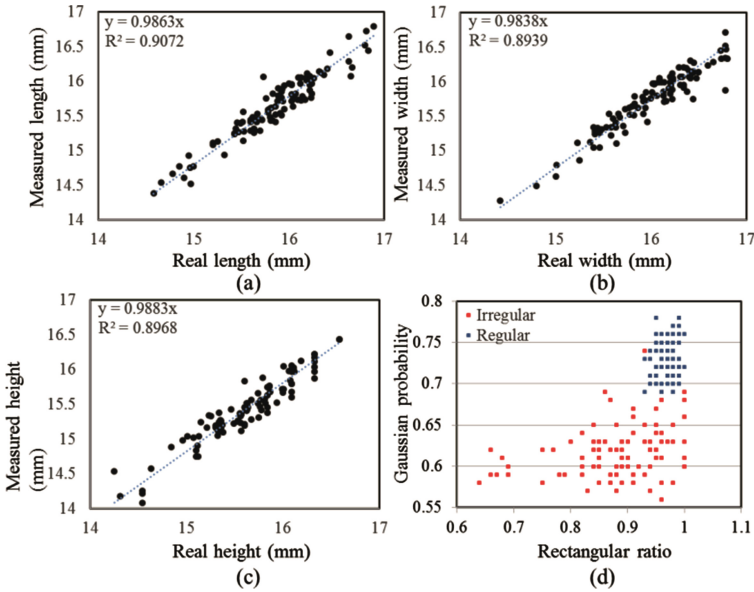 y = 0.9863x
R² = 0.9072
Measured length (mm)
17
16.5
16
15.5
15
14.5
14
14 15 16 17
Real length (mm)
(a)
y = 0.9838x
R² = 0.8939
Measured width (mm)
17
16.5
16
15.5
15
14.5
14
14 15 16 17
Real width (mm)
(b)
y = 0.9883x
R² = 0.8968
Measured height
(mm)
17
16.5
16
15.5
15
14.5
14
14 15 16 17
Real height (mm)
(c)
Irregular
Regular
Gaussian probability
0.8
0.75
0.7
0.65
0.6
0.55
0.6 0.7 0.8 0.9 1 1.1
Rectangular ratio
(d)